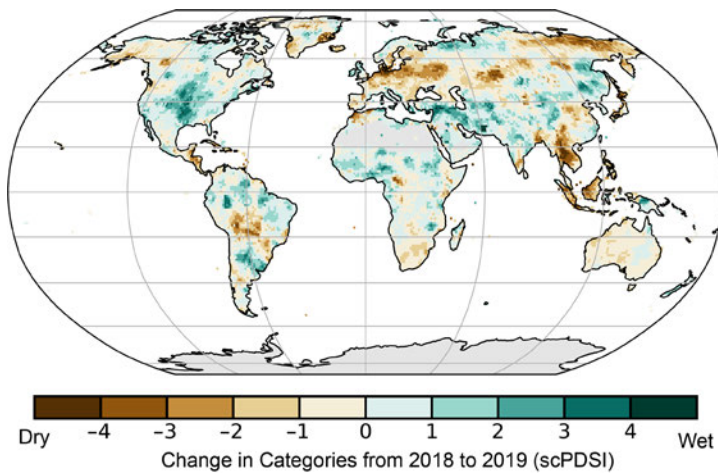 Dry –4 –3 –2 –1 0 1 2 3 4 Wet
Change in Categories from 2018 to 2019 (scPDSI)